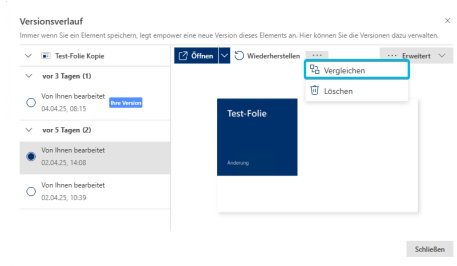 Versionsverlauf
Immer wenn Sie ein Element speichern, legt empower eine neue Version dieses Elements an. Hier können Sie die Versionen dazu verwalten.
Test-Folie Kopie
Öffnen
Wiederherstellen
Erweitert
vor 3 Tagen (1)
Vergleichen
Löschen
Von Ihnen bearbeitet
04.04.25, 08:15
Ihre Version
vor 5 Tagen (2)
Von Ihnen bearbeitet
02.04.25, 14:08
Von Ihnen bearbeitet
02.04.25, 10:39
Test-Folie
Änderung
Schließen